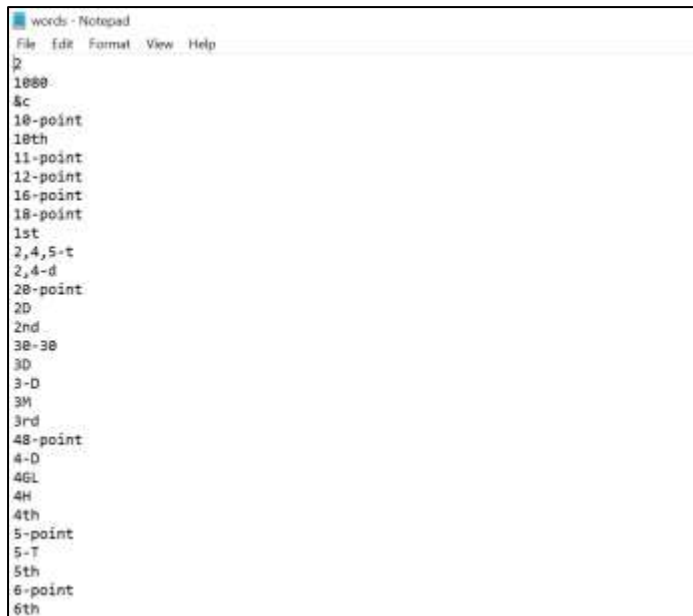 words - Notepad
File Edit Format View Help
2
1080
&c
10-point
10th
11-point
12-point
16-point
18-point
1st
2,4,5-t
2,4-d
20-point
2D
2nd
30-30
3D
3-D
3M
3rd
48-point
4-D
4GL
4H
4th
5-point
5-T
5th
6-point
6th